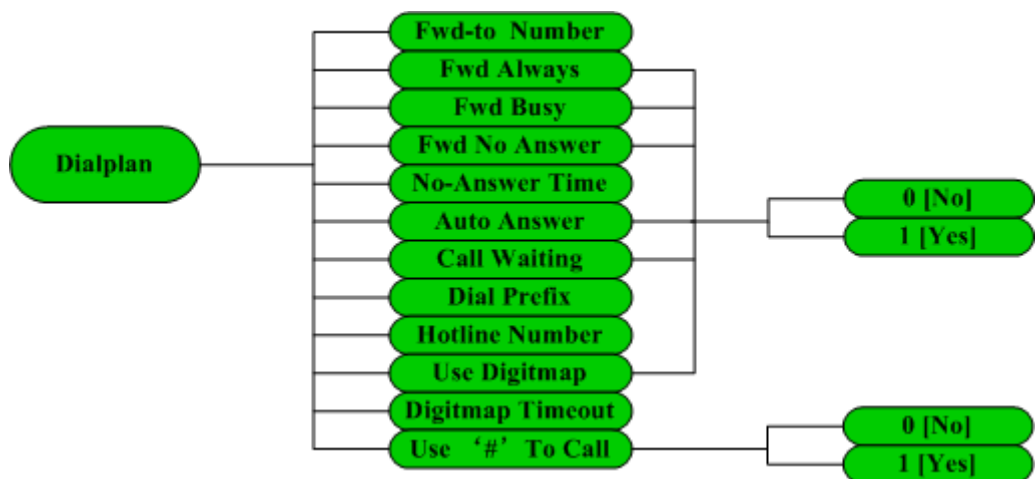 Dialplan
Fwd-to Number
Fwd Always
Fwd Busy
Fwd No Answer
No-Answer Time
Auto Answer
Call Waiting
Dial Prefix
Hotline Number
Use Digitmap
Digitmap Timeout
Use ‘#’ To Call
0 [No]
1 [Yes]
0 [No]
1 [Yes]